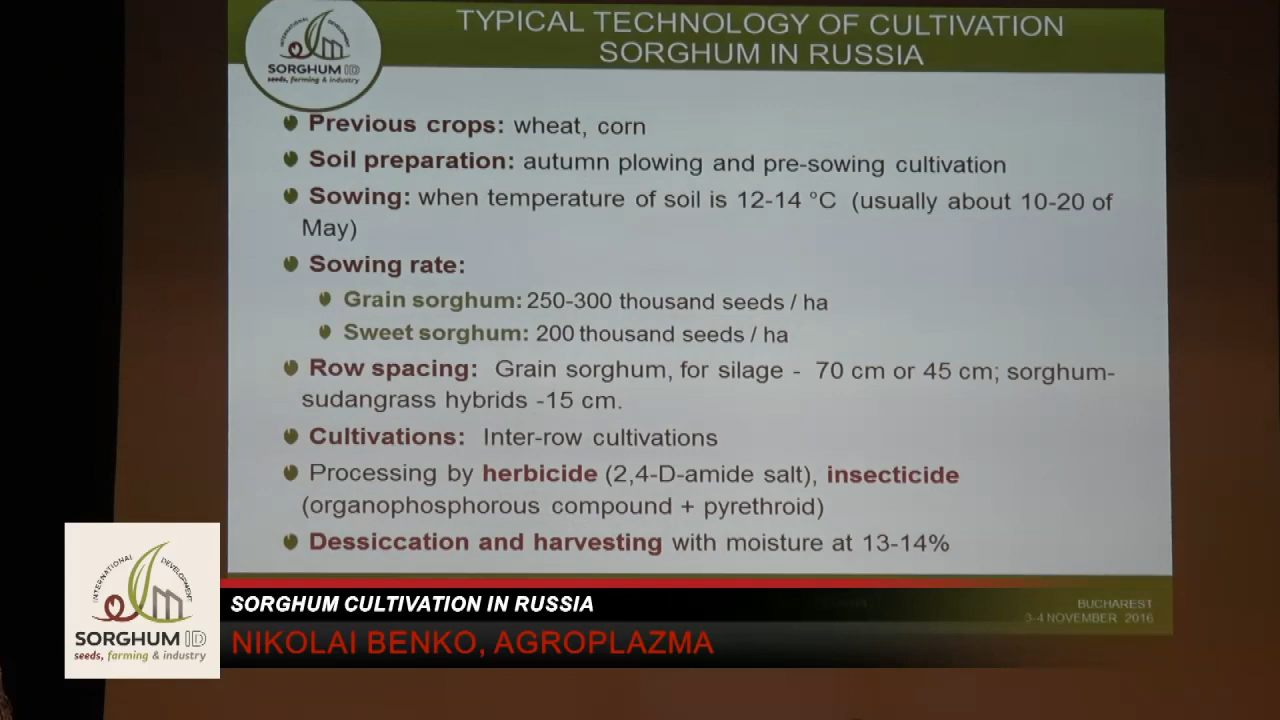 INTERNATIONAL DEVELOPMENT
SORGHUM ID
seeds, farming & industry
TYPICAL TECHNOLOGY OF CULTIVATION
SORGHUM IN RUSSIA
Previous crops: wheat, corn
Soil preparation: autumn plowing and pre-sowing cultivation
Sowing: when temperature of soil is 12-14 °C (usually about 10-20 of
May)
Sowing rate:
Grain sorghum: 250-300 thousand seeds / ha
Sweet sorghum: 200 thousand seeds / ha
Row spacing: Grain sorghum, for silage - 70 cm or 45 cm; sorghum-
sudangrass hybrids -15 cm.
Cultivations: Inter-row cultivations
Processing by herbicide (2,4-D-amide salt), insecticide
(organophosphorous compound + pyrethroid)
Dessiccation and harvesting with moisture at 13-14%
INTERNATIONAL DEVELOPMENT
SORGHUM ID
seeds, farming & industry
SORGHUM CULTIVATION IN RUSSIA
NIKOLAI BENKO, AGROPLAZMA
BUCHAREST
3-4 NOVEMBER 2016